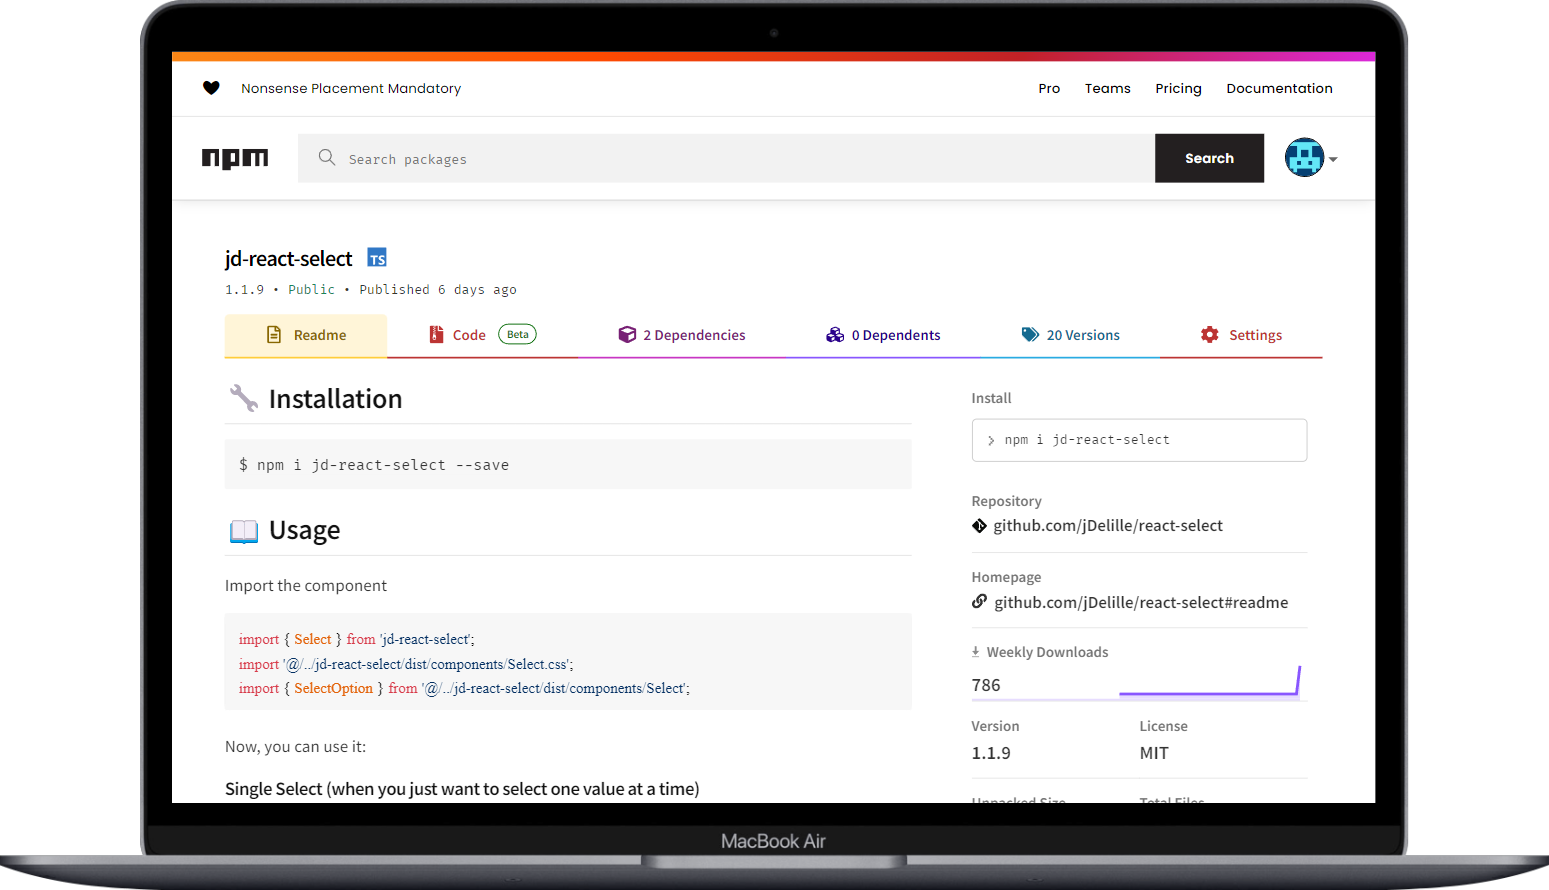 Nonsense Placement Mandatory
Pro Teams Pricing Documentation
npm
Search packages
Search
jd-react-select TS
1.1.9 • Public • Published 6 days ago
Readme
Code Beta
2 Dependencies
0 Dependents
20 Versions
Settings
🔧 Installation
$ npm i jd-react-select --save
📖 Usage
Import the component
import { Select } from 'jd-react-select';
import '@/../jd-react-select/dist/components/Select.css';
import { SelectOption } from '@/../jd-react-select/dist/components/Select';
Now, you can use it:
Single Select (when you just want to select one value at a time)
Install
> npm i jd-react-select
Repository
github.com/jDelille/react-select
Homepage
github.com/jDelille/react-select#readme
Weekly Downloads
786
Version License
1.1.9 MIT
Unpacked Size Total Files
MacBook Air